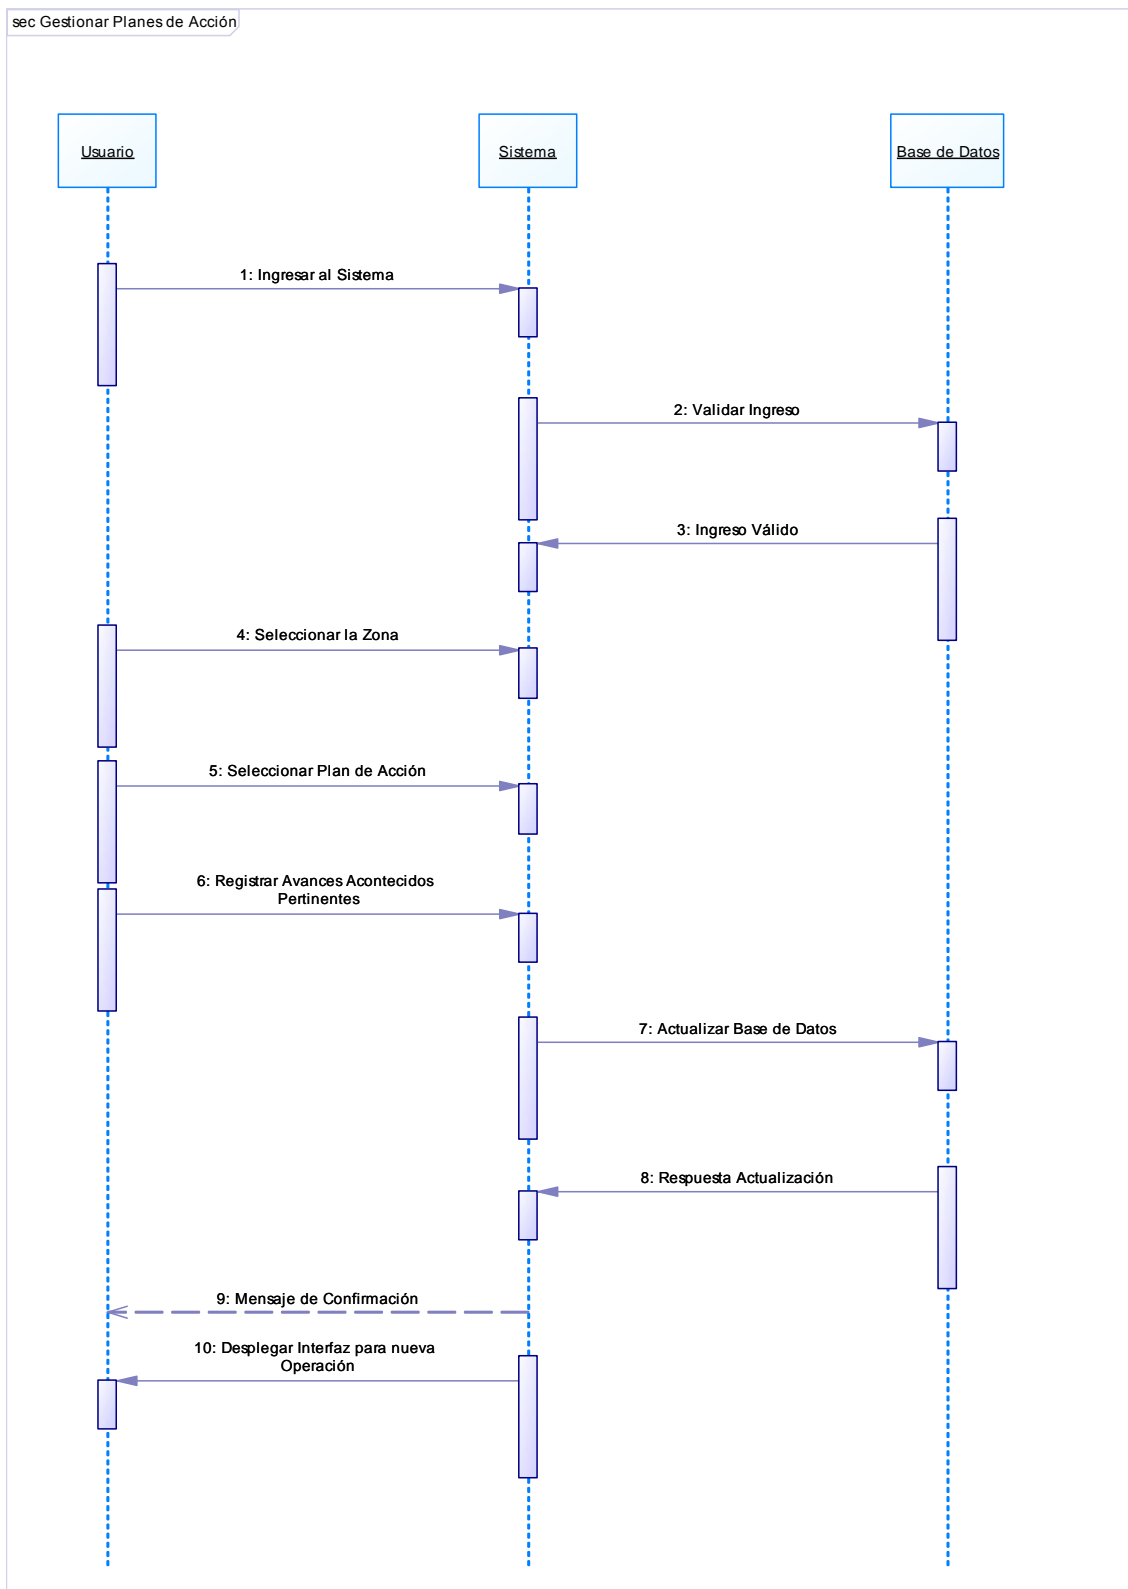 sec Gestionar Planes de Acción
Usuario
Sistema
Base de Datos
1: Ingresar al Sistema
2: Validar Ingreso
3: Ingreso Válido
4: Seleccionar la Zona
5: Seleccionar Plan de Acción
6: Registrar Avances Acontecidos
Pertinentes
7: Actualizar Base de Datos
8: Respuesta Actualización
9: Mensaje de Confirmación
10: Desplegar Interfaz para nueva
Operación